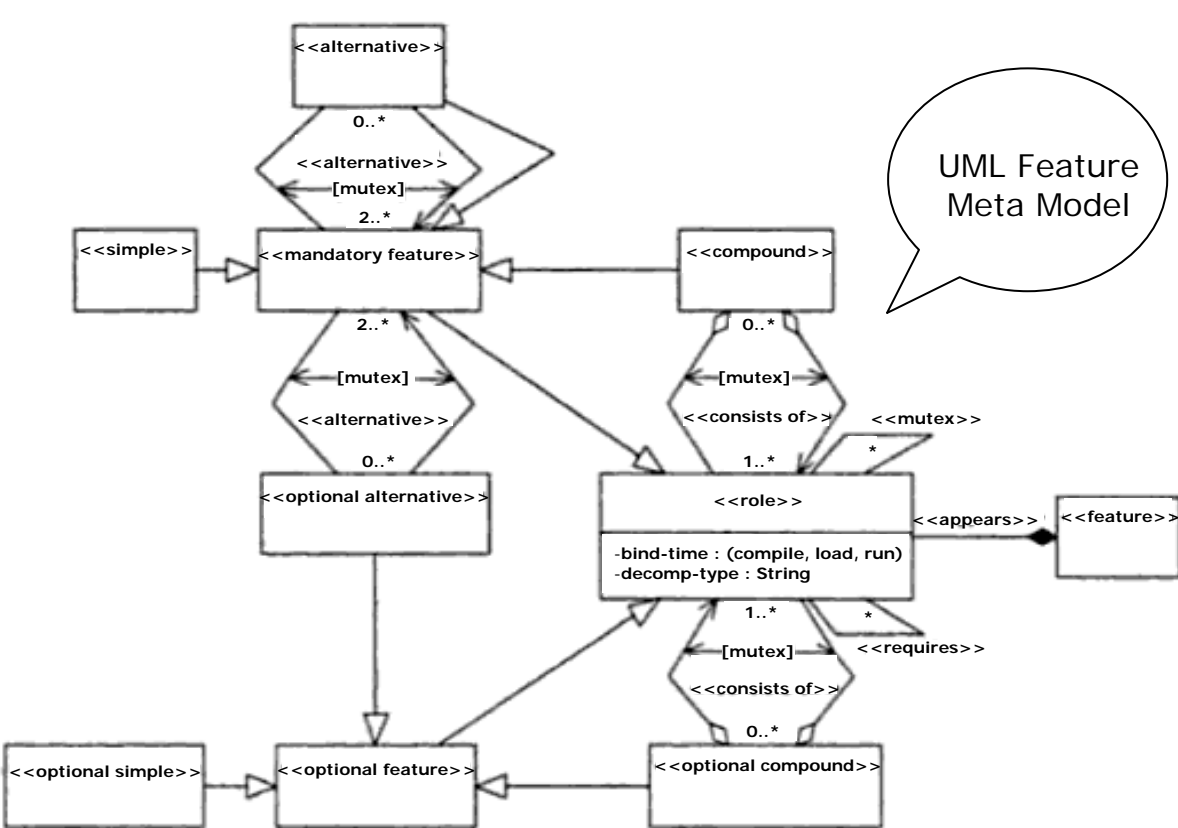 <<alternative>>
0..*
<<alternative>>
[mutex]
2..*
UML Feature
Meta Model
<<simple>>
<<mandatory feature>>
<<compound>>
2..*
[mutex]
<<alternative>>
0..*
0..*
[mutex]
<<consists of>>
1..*
<<mutex>>
*
<<optional alternative>>
<<role>>
-bind-time : (compile, load, run)
-decomp-type : String
<<appears>>
<<feature>>
1..*
[mutex]
<<consists of>>
0..*
*
<<requires>>
<<optional simple>>
<<optional feature>>
<<optional compound>>